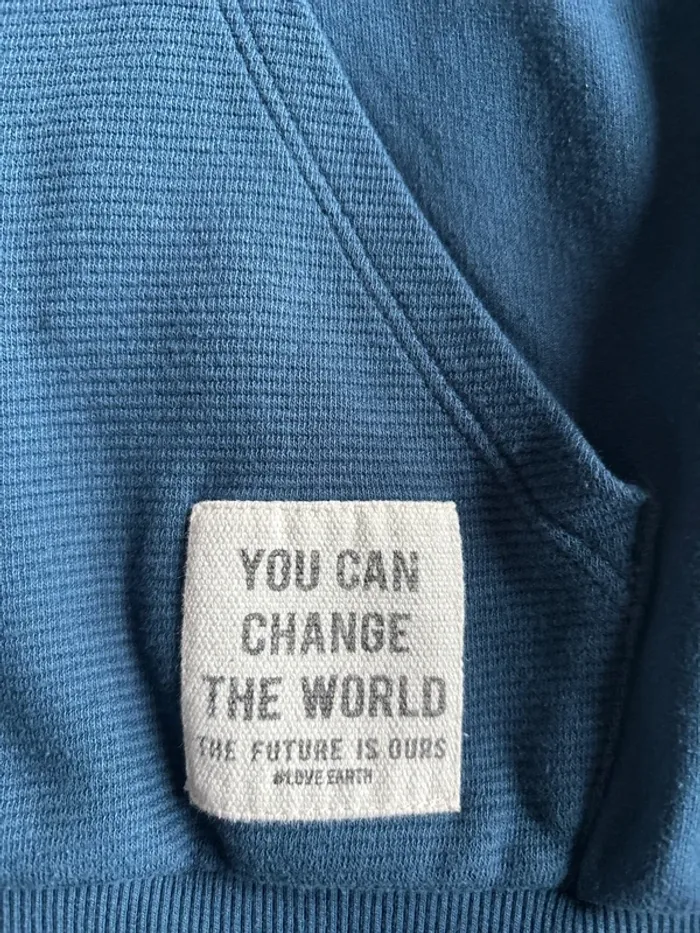 YOU CAN
CHANGE
THE WORLD
THE FUTURE IS OURS
#LOVE EARTH